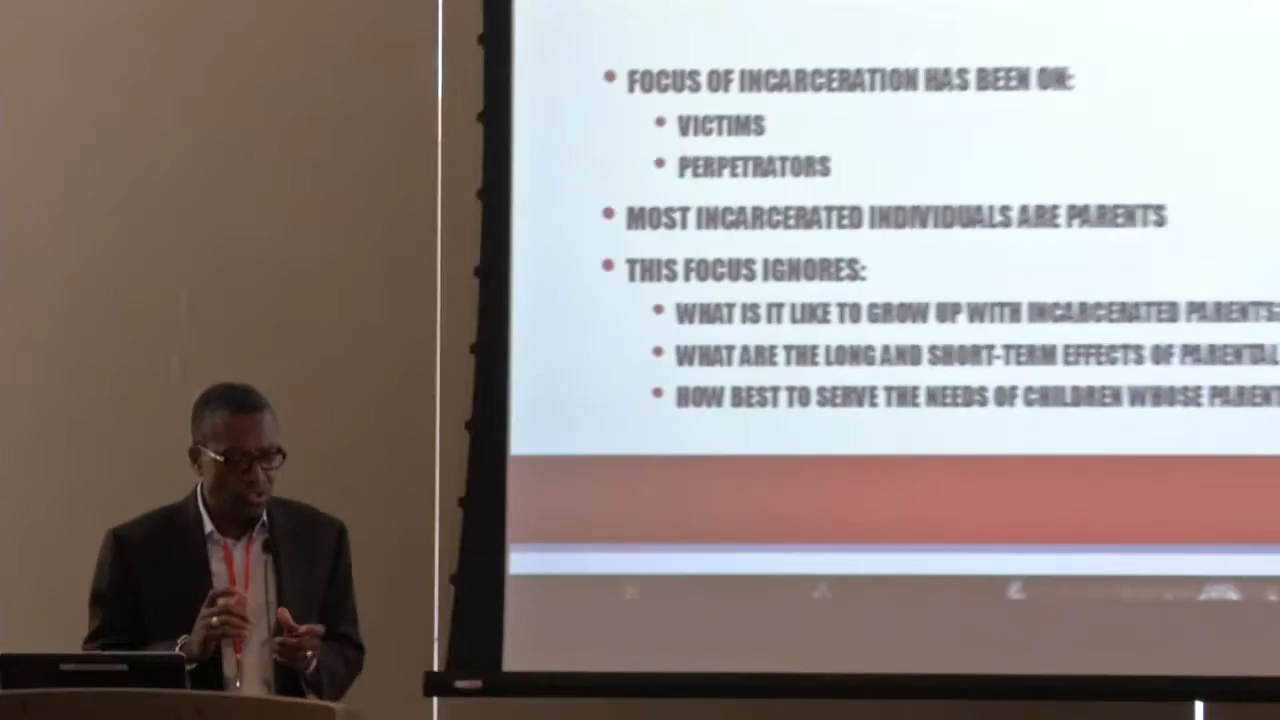 • FOCUS OF INCARCERATION HAS BEEN ON:
• VICTIMS
• PERPETRATORS
• MOST INCARCERATED INDIVIDUALS ARE PARENTS
• THIS FOCUS IGNORES:
• WHAT IS IT LIKE TO GROW UP WITH INCARCERATED PARENTS
• WHAT ARE THE LONG AND SHORT-TERM EFFECTS OF PARENTAL
• HOW BEST TO SERVE THE NEEDS OF CHILDREN WHOSE PARENT